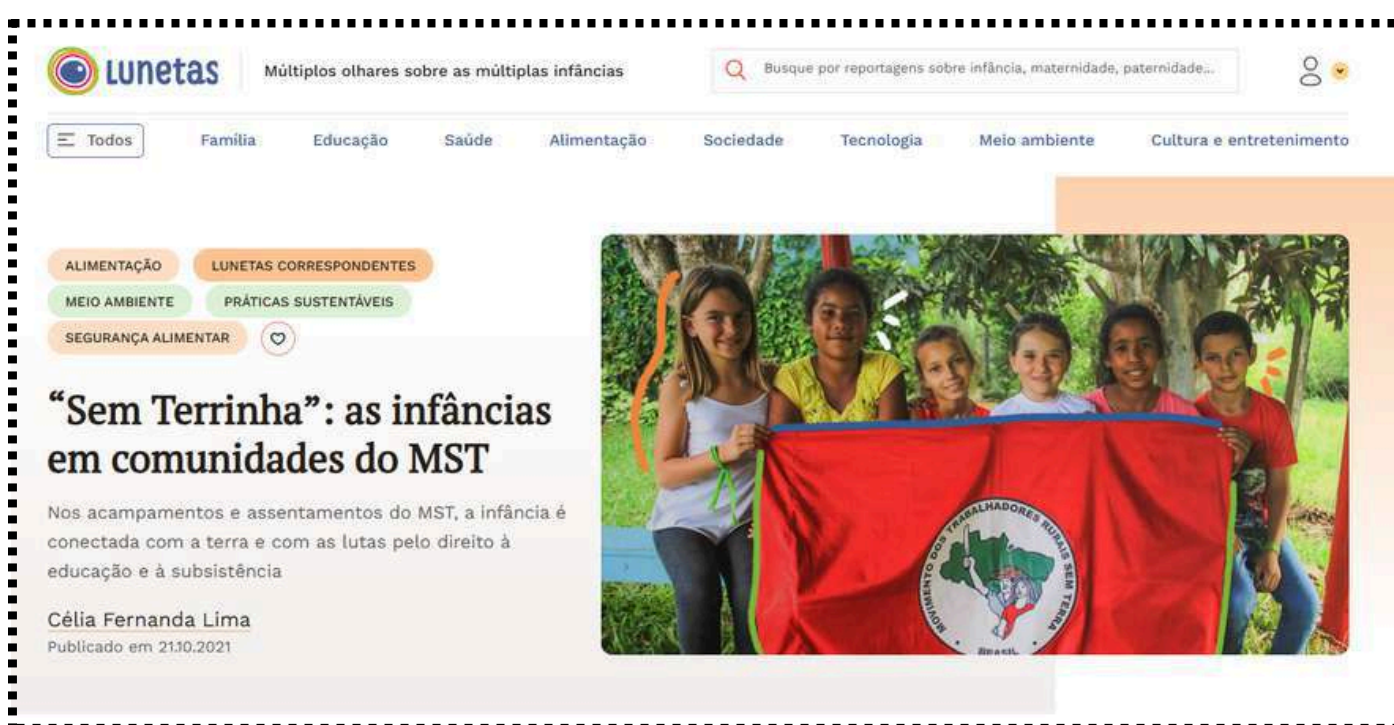 Lunetas
Múltiplos olhares sobre as múltiplas infâncias
Busque por reportagens sobre infância, maternidade, paternidade...
Todos
Família
Educação
Saúde
Alimentação
Sociedade
Tecnologia
Meio ambiente
Cultura e entretenimento
ALIMENTAÇÃO
LUNETAS CORRESPONDENTES
MEIO AMBIENTE
PRÁTICAS SUSTENTÁVEIS
SEGURANÇA ALIMENTAR
“Sem Terrinha”: as infâncias
em comunidades do MST
Nos acampamentos e assentamentos do MST, a infância é
conectada com a terra e com as lutas pelo direito à
educação e à subsistência
Célia Fernanda Lima
Publicado em 21.10.2021
MOVIMENTO DOS TRABALHADORES RURAIS SEM TERRA
BRASIL